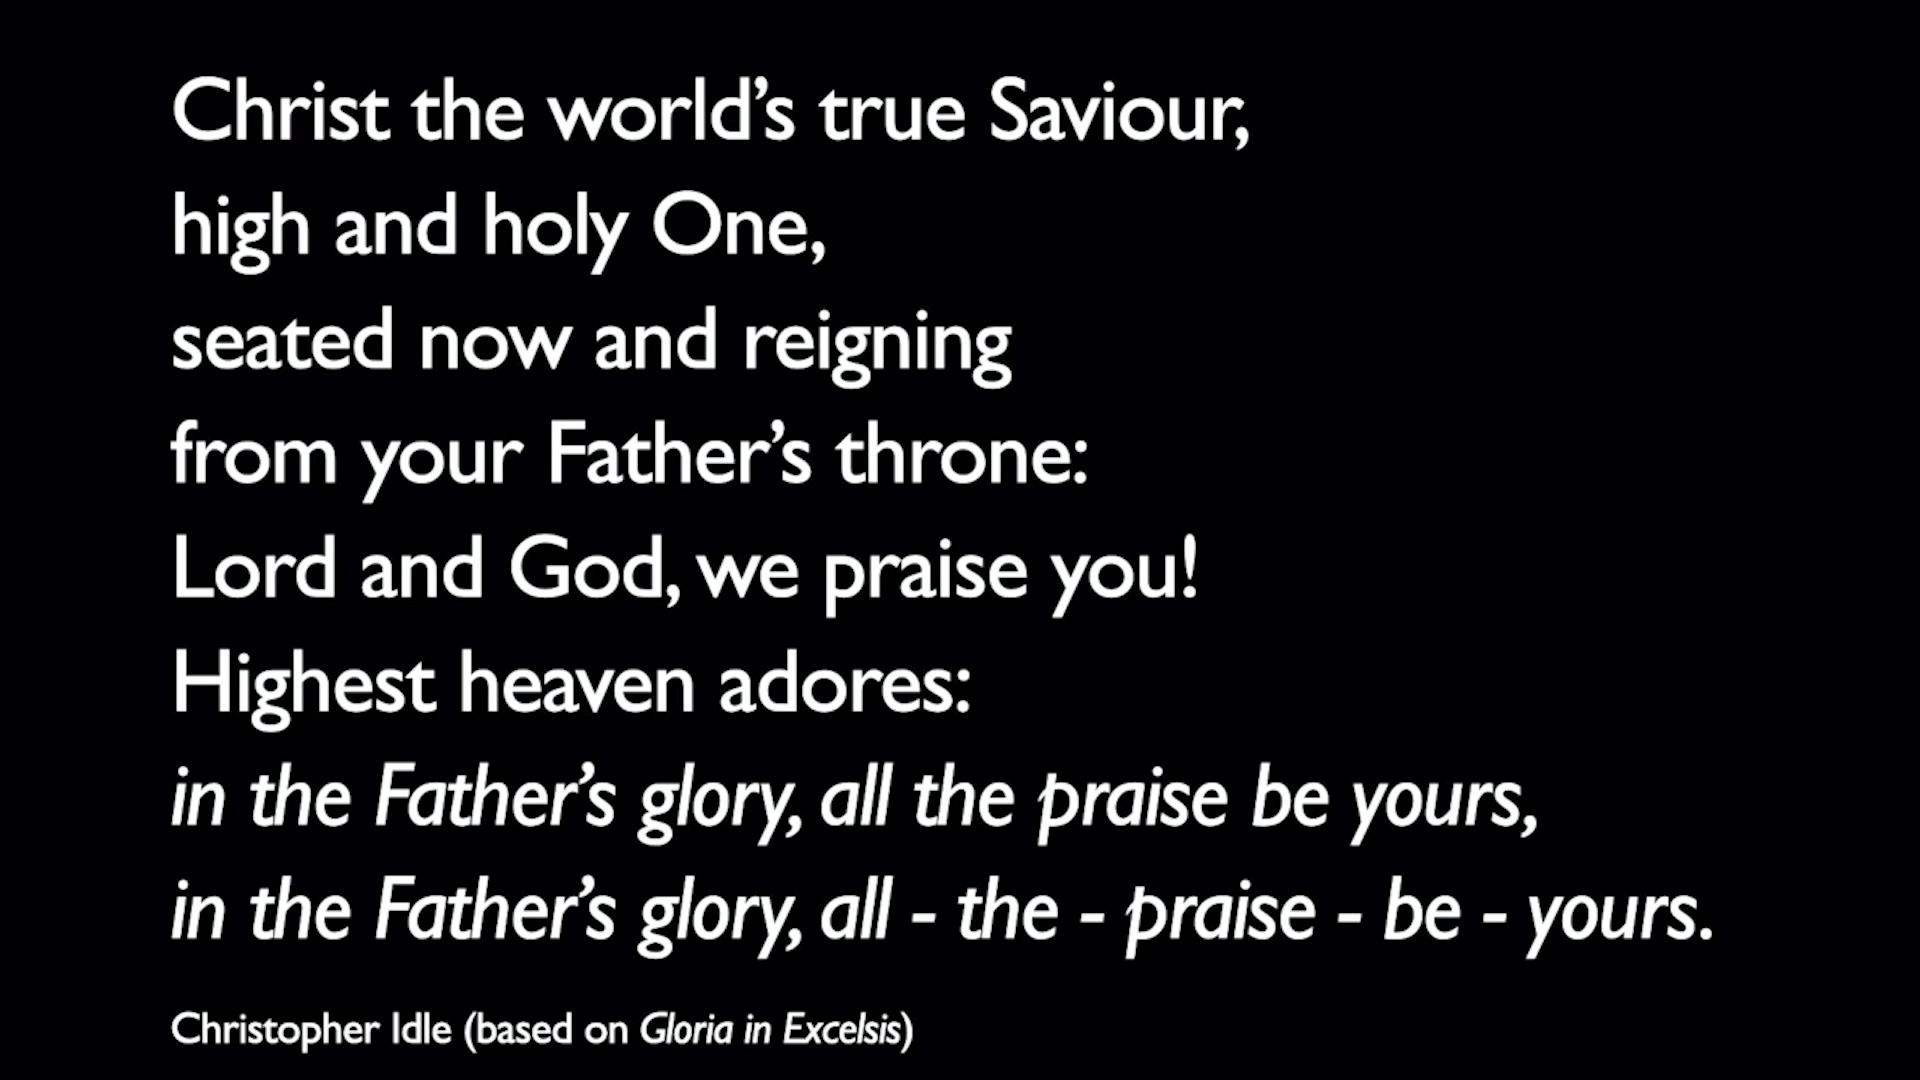 Christ the world’s true Saviour,
high and holy One,
seated now and reigning
from your Father’s throne:
Lord and God, we praise you!
Highest heaven adores:
in the Father’s glory, all the praise be yours,
in the Father’s glory, all - the - praise - be - yours.
Christopher Idle (based on Gloria in Excelsis)